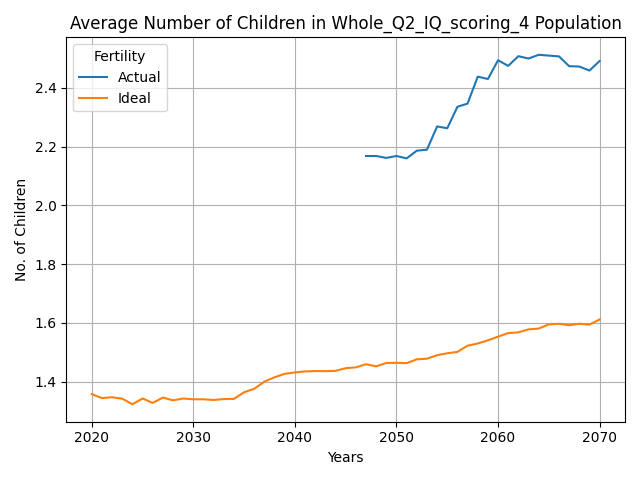 Average Number of Children in Whole_Q2_IQ_scoring_4 Population
Fertility
Actual
Ideal
No. of Children
2.4
2.2
2.0
1.8
1.6
1.4
2020 2030 2040 2050 2060 2070
Years